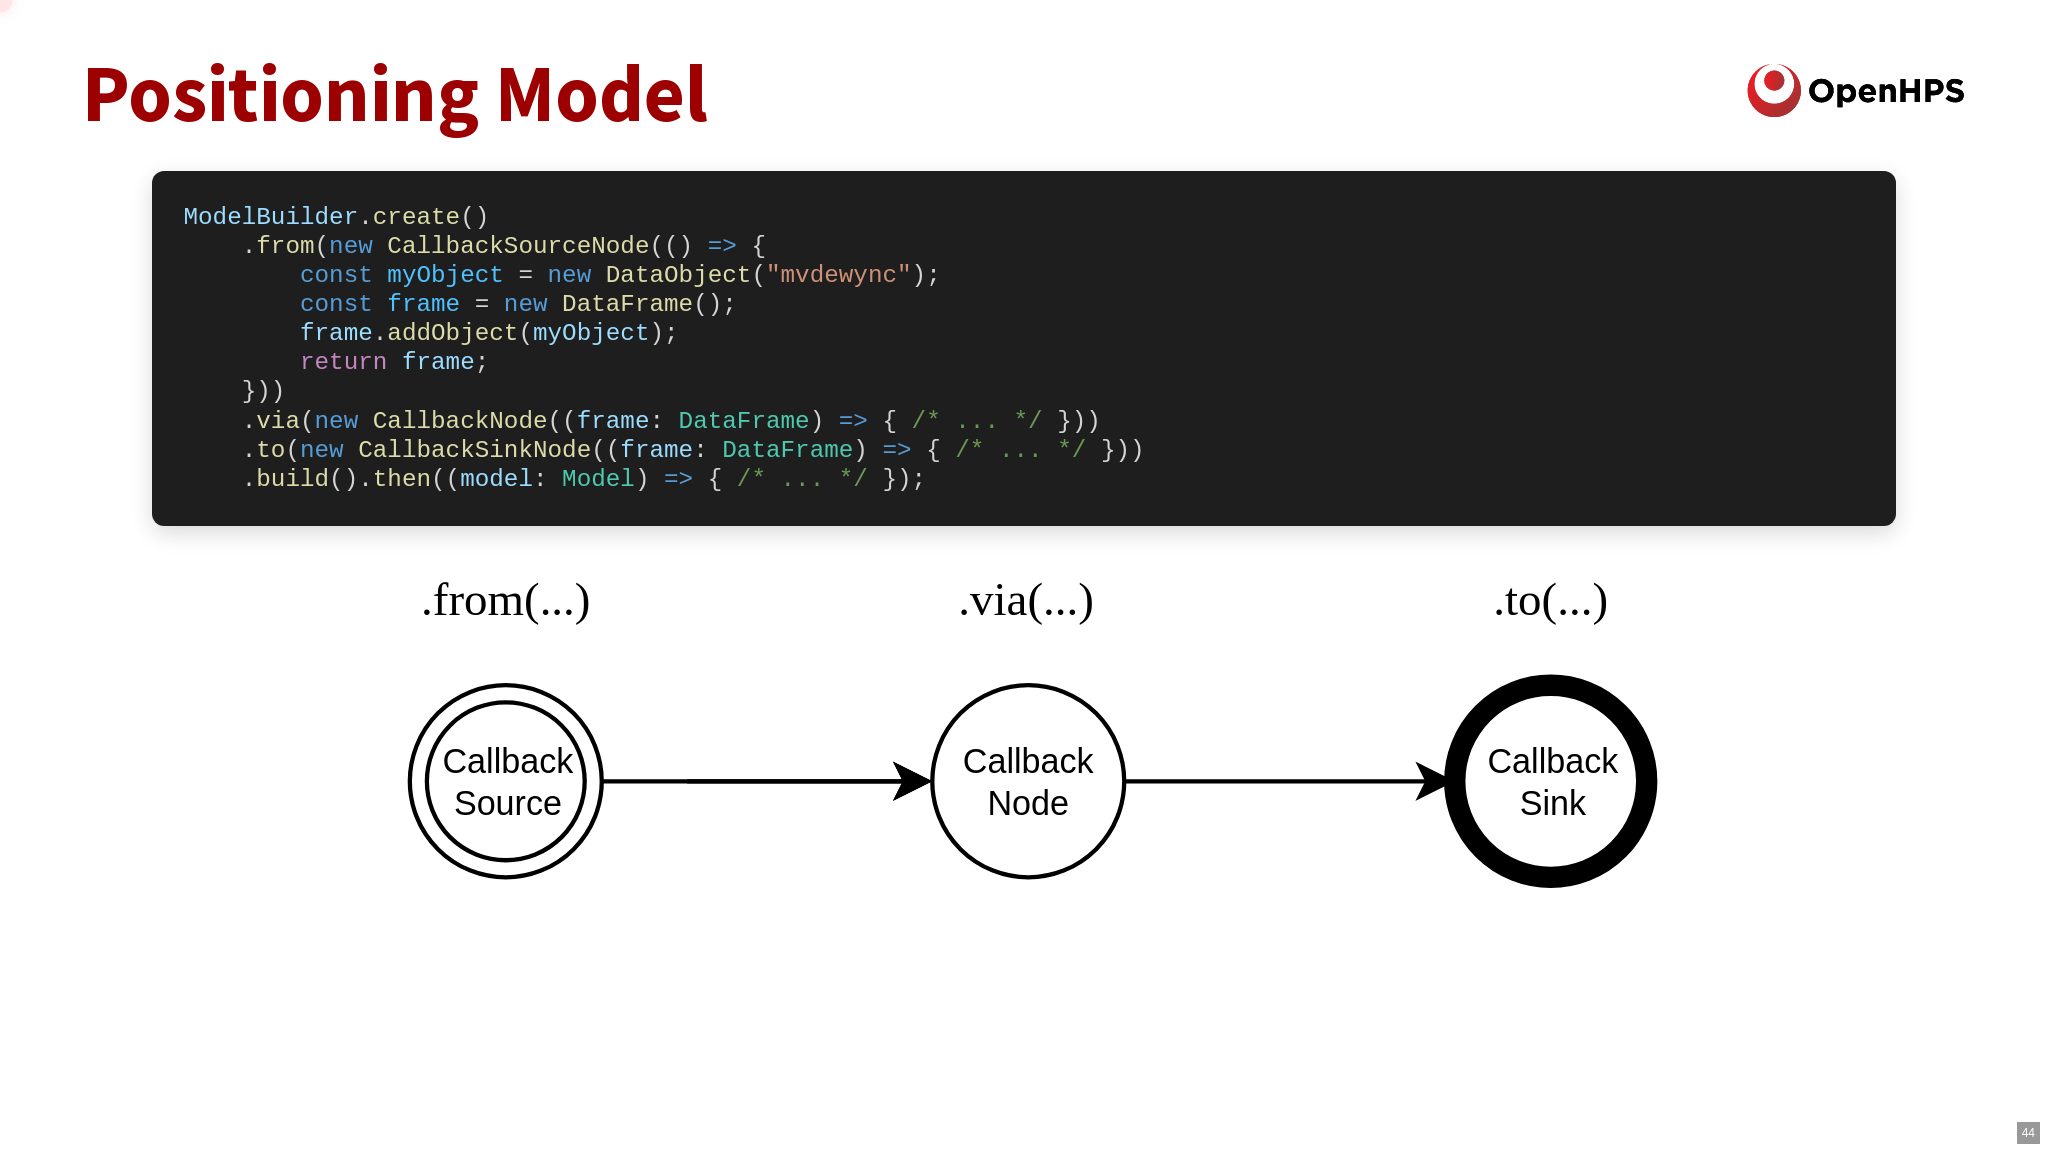 Positioning Model
OpenHPS
ModelBuilder.create()
    .from(new CallbackSourceNode(() => {
        const myObject = new DataObject("mvdewync");
        const frame = new DataFrame();
        frame.addObject(myObject);
        return frame;
    }))
    .via(new CallbackNode((frame: DataFrame) => { /* ... */ }))
    .to(new CallbackSinkNode((frame: DataFrame) => { /* ... */ }))
    .build().then((model: Model) => { /* ... */ });
.from(...)
.via(...)
.to(...)
Callback
Source
Callback
Node
Callback
Sink
44